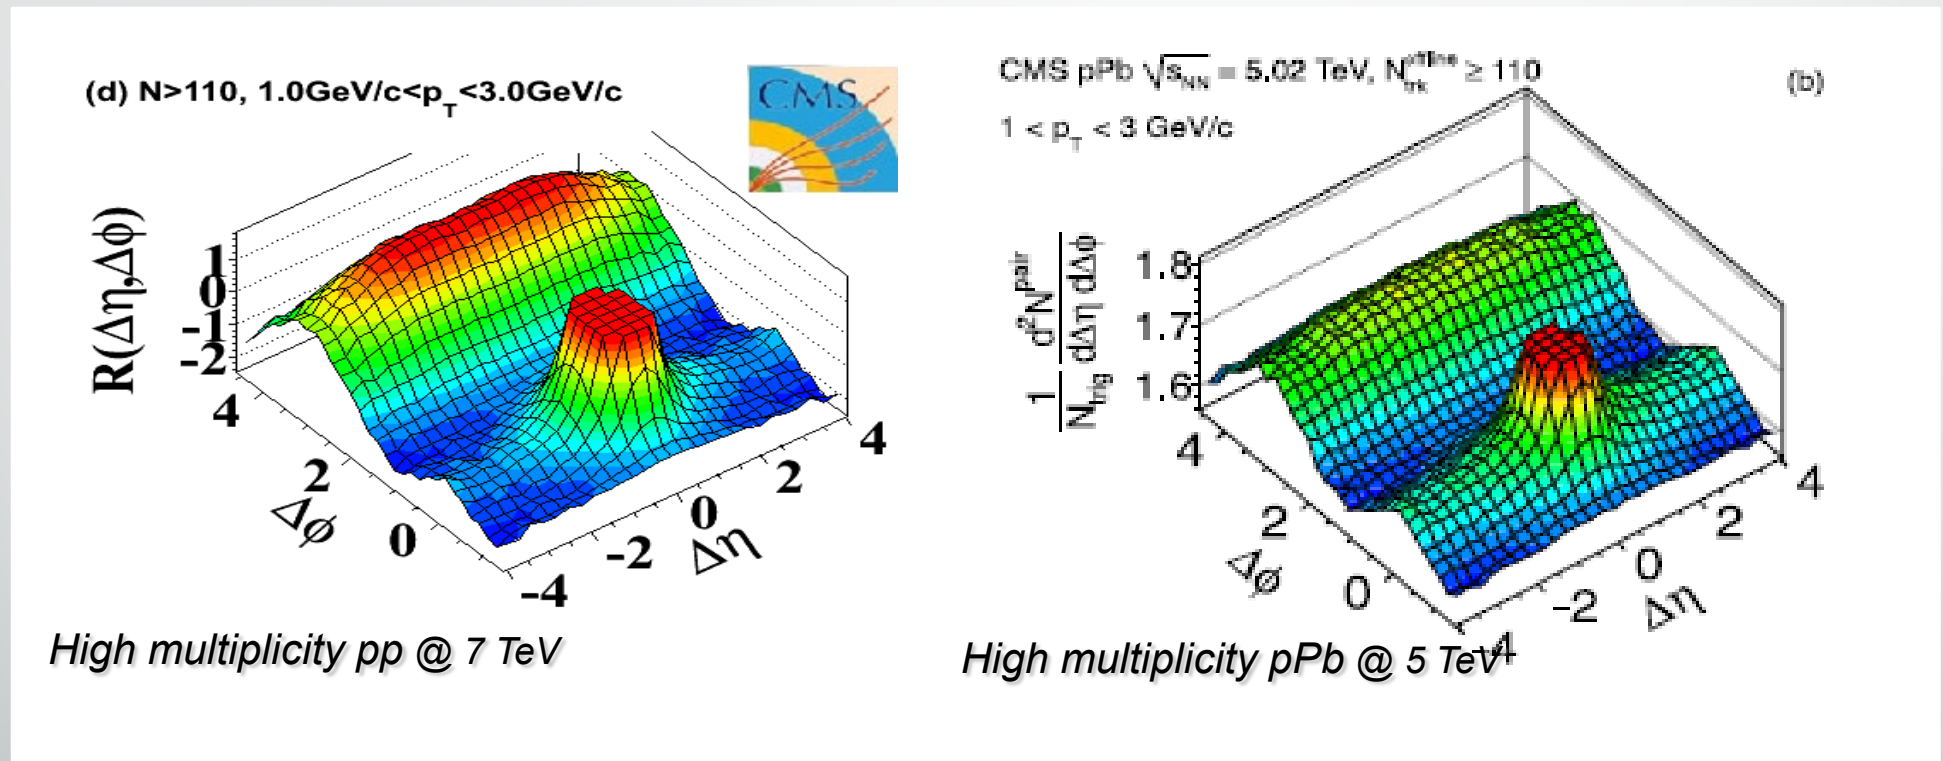 (d) N>110, 1.0GeV/c<p_T<3.0GeV/c
CMS
R(Δη,Δφ)
1
0
-1
-2
4
2
0
Δφ
-4
-2
0
2
4
Δη
High multiplicity pp @ 7 TeV
CMS pPb √s_NN = 5.02 TeV, N_trk^offline ≥ 110
(b)
1 < p_T < 3 GeV/c
1/N_trig d²N^pair/dΔη dΔφ
1.8
1.7
1.6
4
2
0
Δφ
-4
-2
0
2
4
Δη
High multiplicity pPb @ 5 TeV